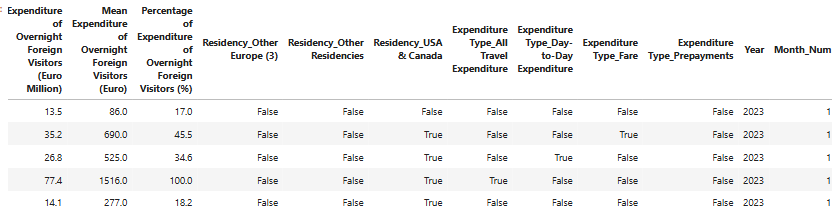 Expenditure of Overnight Foreign Visitors (Euro Million) Mean Expenditure of Overnight Foreign Visitors (Euro) Percentage of Expenditure of Overnight Foreign Visitors (%) Residency_Other Europe (3) Residency_Other Residencies Residency_USA & Canada Expenditure Type_All Travel Expenditure Expenditure Type_Day-to-Day Expenditure Expenditure Type_Fare Expenditure Type_Prepayments Year Month_Num
13.5 86.0 17.0 False False False False False False False 2023 1
35.2 690.0 45.5 False False True False False True False 2023 1
26.8 525.0 34.6 False False True False True False False 2023 1
77.4 1516.0 100.0 False False True True False False False 2023 1
14.1 277.0 18.2 False False True False False False False 2023 1